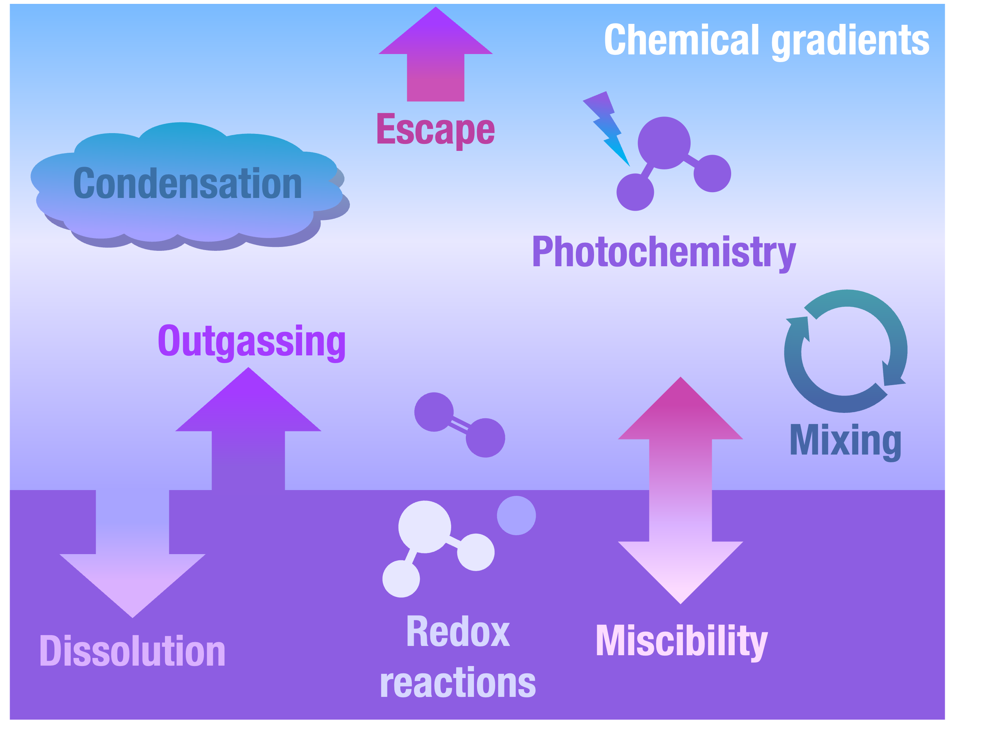 Chemical gradients
Escape
Condensation
Photochemistry
Outgassing
Mixing
Dissolution
Redox
reactions
Miscibility